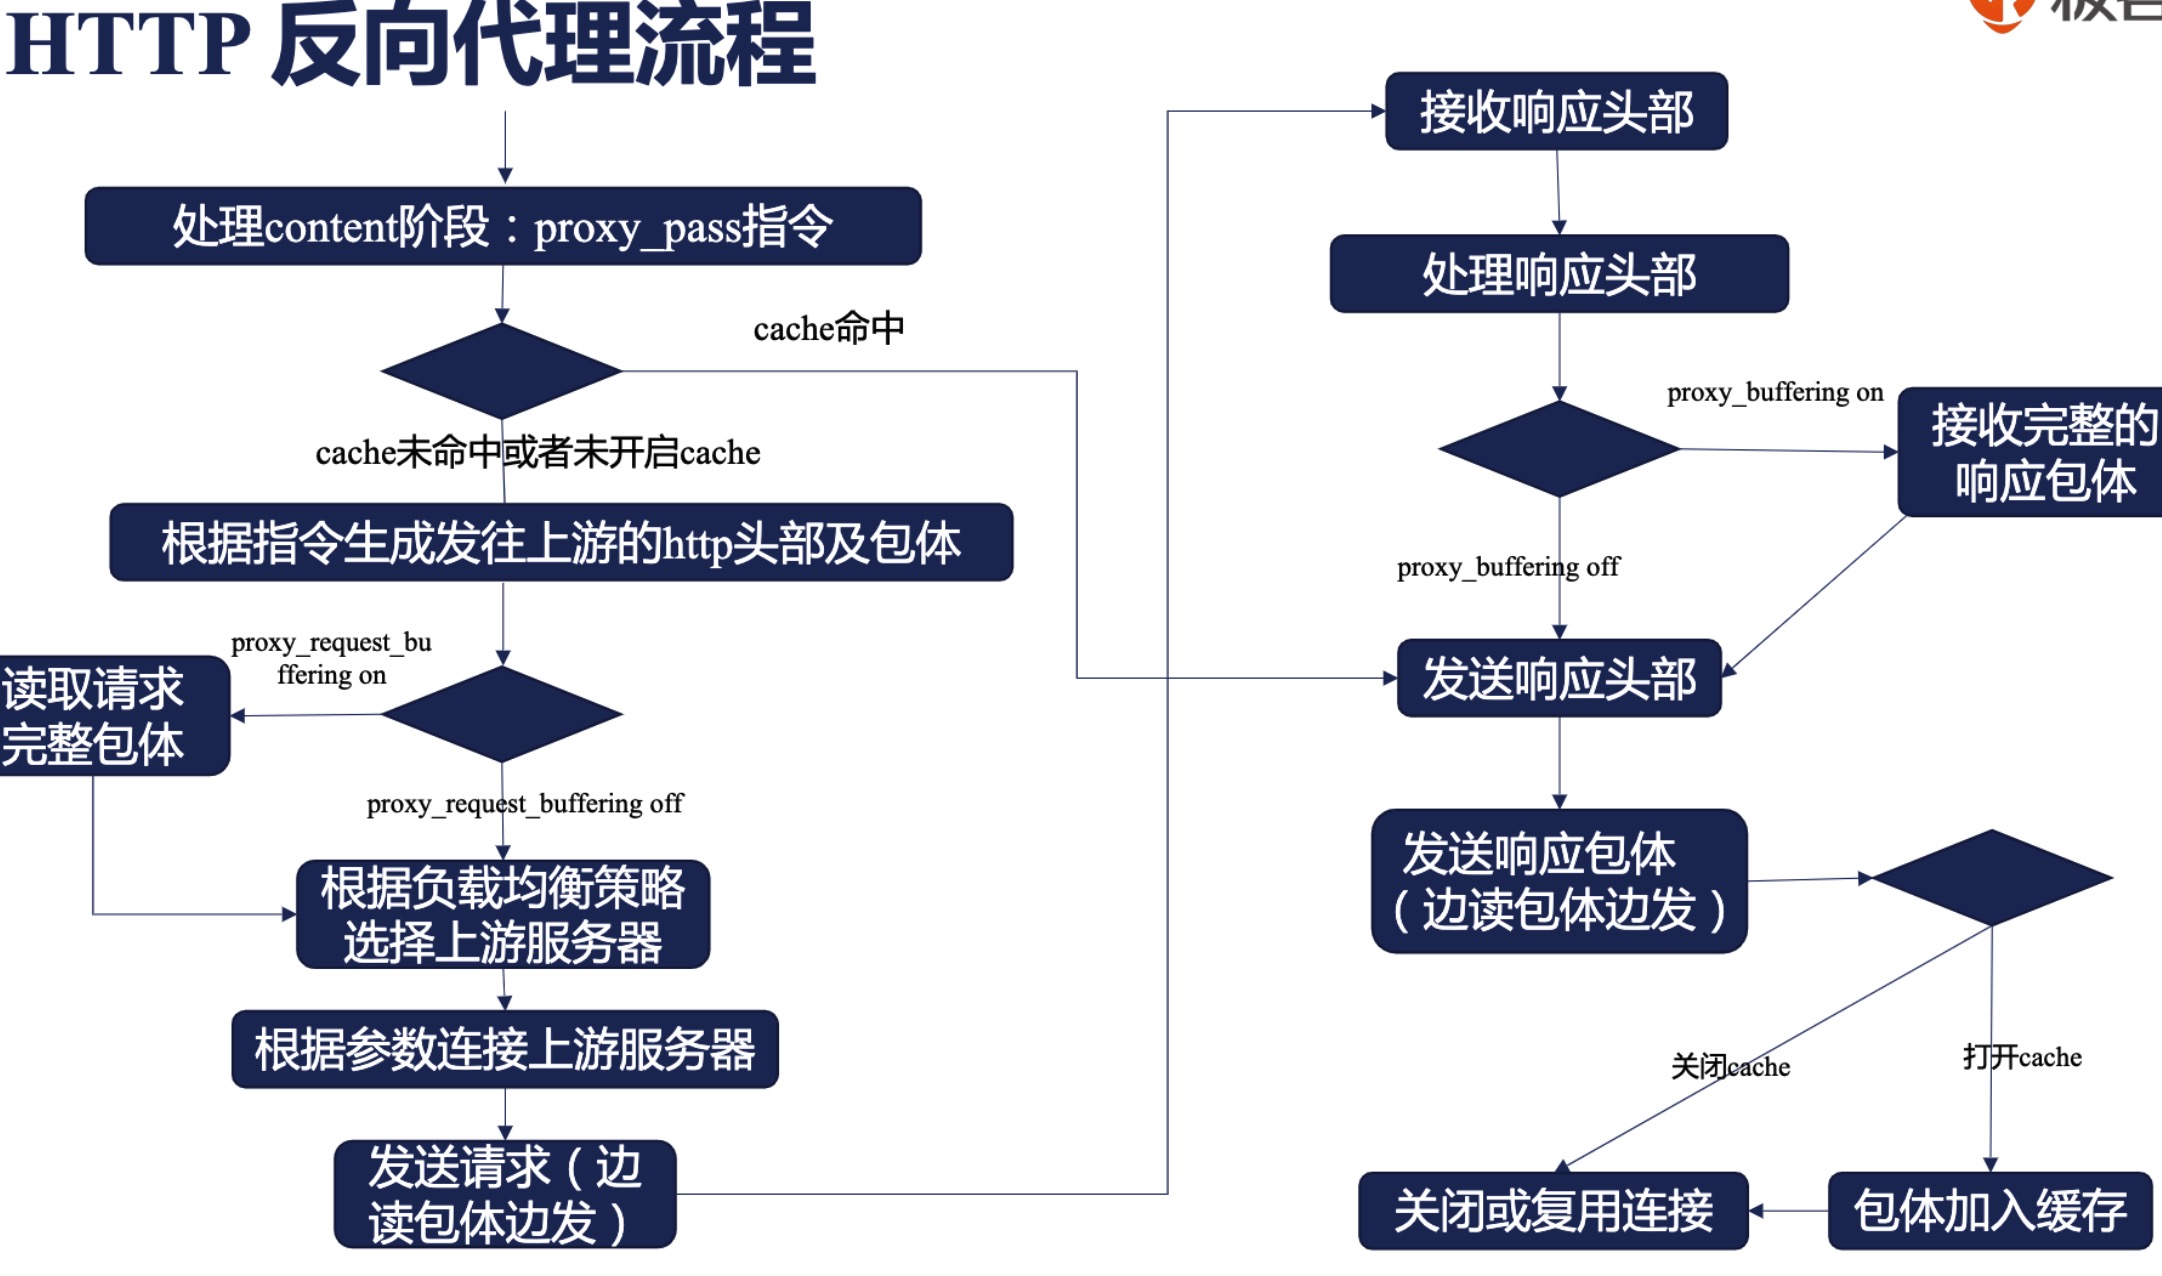 HTTP 反向代理流程
处理content阶段：proxy_pass指令
cache命中
cache未命中或者未开启cache
根据指令生成发往上游的http头部及包体
proxy_request_bu
ffering on
读取请求
完整包体
proxy_request_buffering off
根据负载均衡策略
选择上游服务器
根据参数连接上游服务器
发送请求（边
读包体边发）
接收响应头部
处理响应头部
proxy_buffering on
接收完整的
响应包体
proxy_buffering off
发送响应头部
发送响应包体
（边读包体边发）
关闭cache
打开cache
关闭或复用连接
包体加入缓存